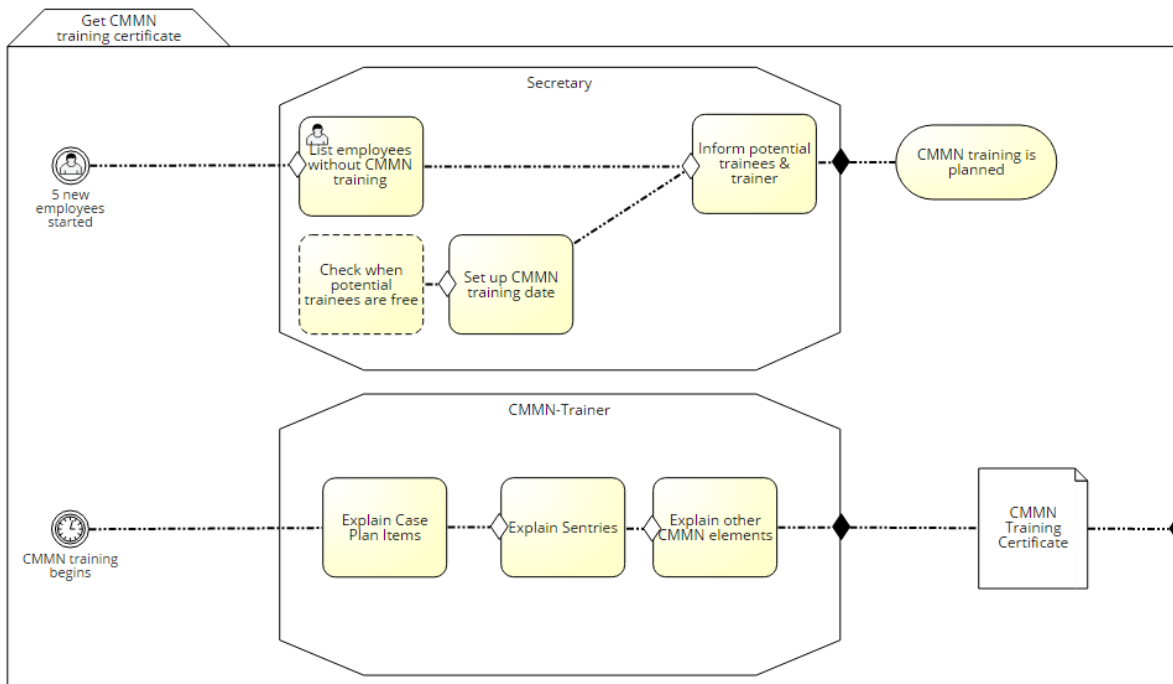 Get CMMN
training certificate
Secretary
List employees
without CMMN
training
Inform potential
trainees &
trainer
CMMN training is
planned
5 new
employees
started
Check when
potential
trainees are free
Set up CMMN
training date
CMMN-Trainer
Explain Case
Plan Items
Explain Sentries
Explain other
CMMN elements
CMMN
Training
Certificate
CMMN training
begins